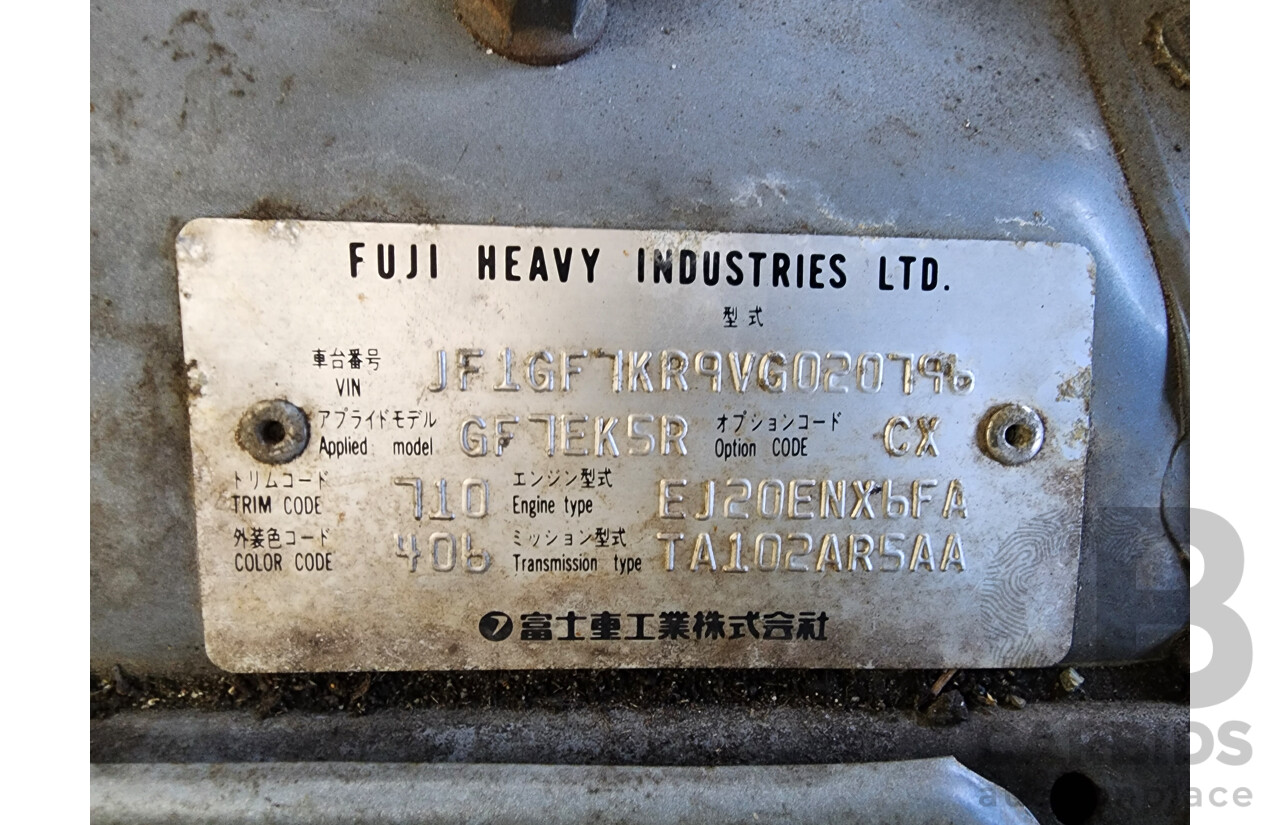 FUJI HEAVY INDUSTRIES LTD.
型式
車台番号
VIN JF1GF7KR9VG020796
アプライドモデル オプションコード
Applied model GF7EK5R Option CODE CX
トリムコード エンジン型式
TRIM CODE 710 Engine type EJ20ENX6FA
外装色コード ミッション型式
COLOR CODE 406 Transmission type TA102AR5AA
富士重工業株式会社